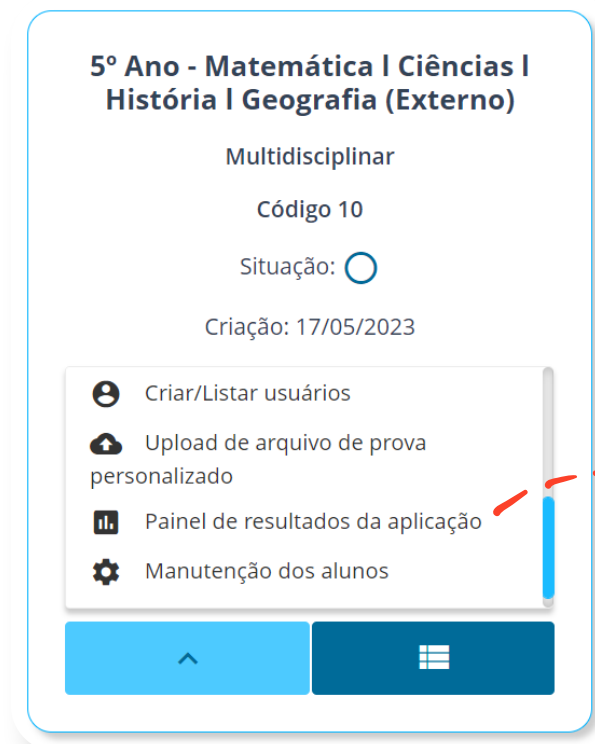 5º Ano - Matemática l Ciências l
História l Geografia (Externo)
Multidisciplinar
Código 10
Situação:
Criação: 17/05/2023
Criar/Listar usuários
Upload de arquivo de prova
personalizado
Painel de resultados da aplicação
Manutenção dos alunos